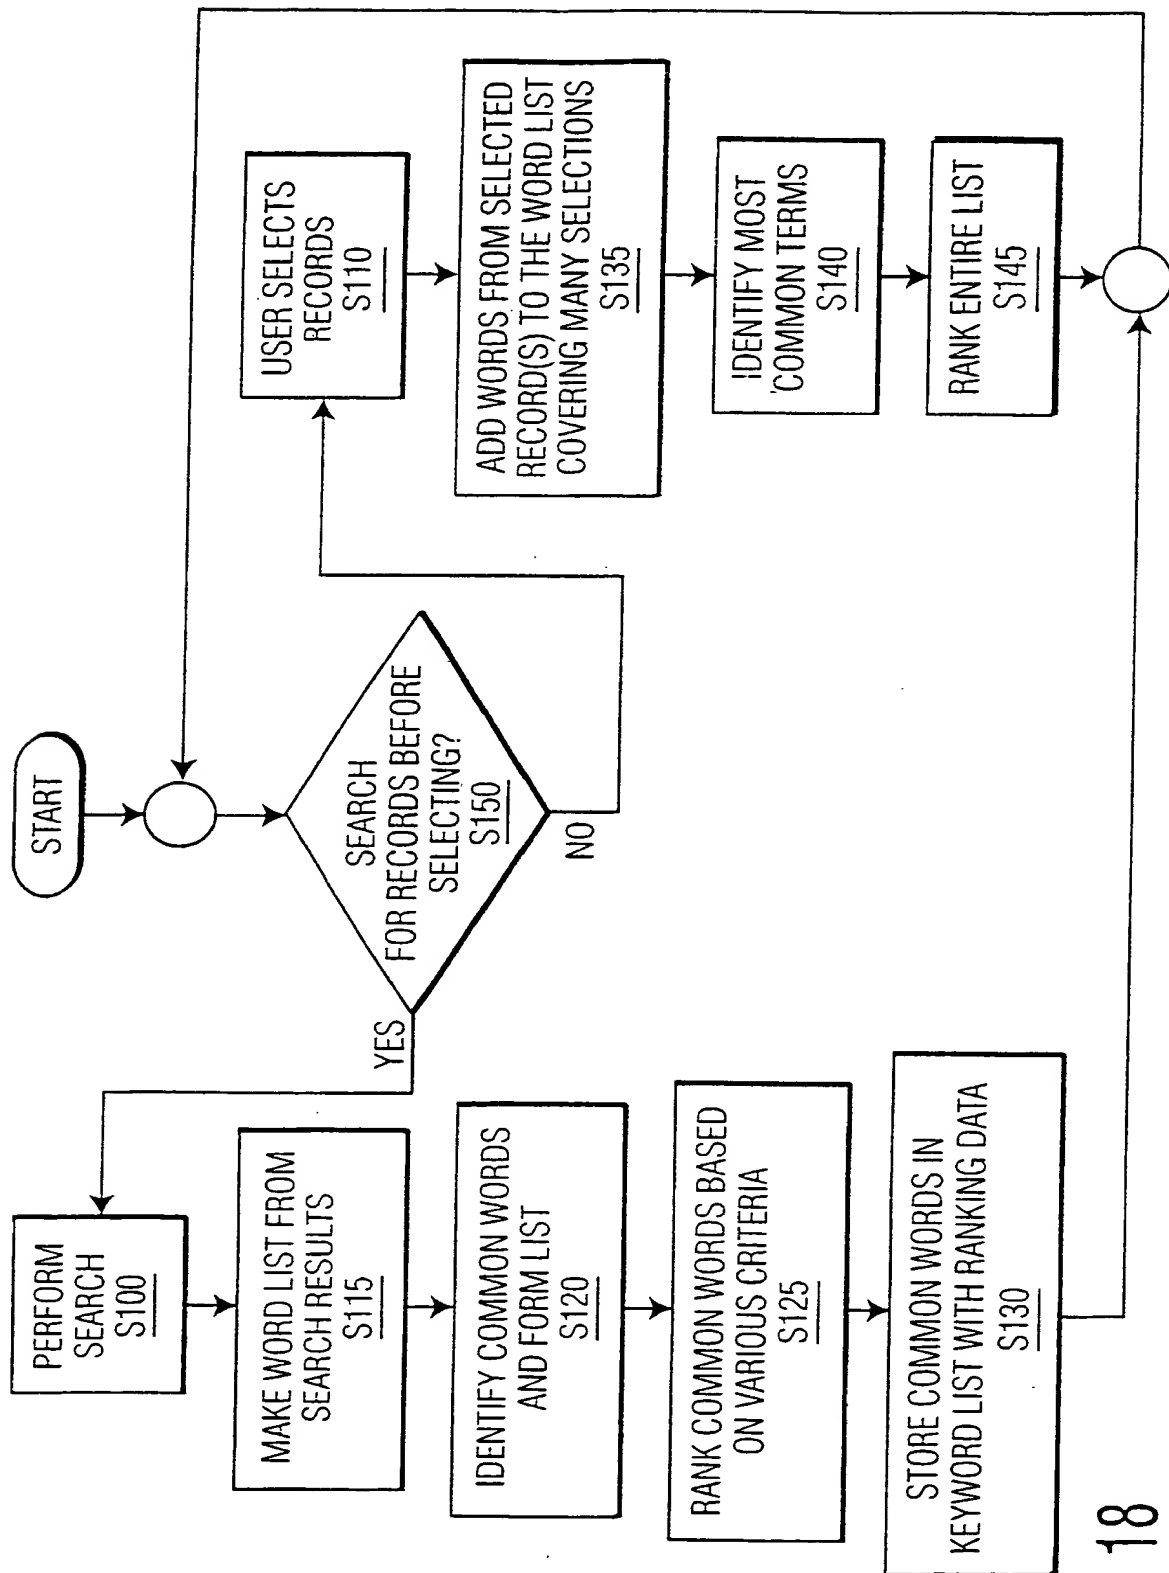 START
SEARCH
FOR RECORDS BEFORE
SELECTING?
S150
YES
NO
PERFORM
SEARCH
S100
MAKE WORD LIST FROM
SEARCH RESULTS
S115
IDENTIFY COMMON WORDS
AND FORM LIST
S120
RANK COMMON WORDS BASED
ON VARIOUS CRITERIA
S125
STORE COMMON WORDS IN
KEYWORD LIST WITH RANKING DATA
S130
USER SELECTS
RECORDS
S110
ADD WORDS FROM SELECTED
RECORD(S) TO THE WORD LIST
COVERING MANY SELECTIONS
S135
IDENTIFY MOST
COMMON TERMS
S140
RANK ENTIRE LIST
S145
18